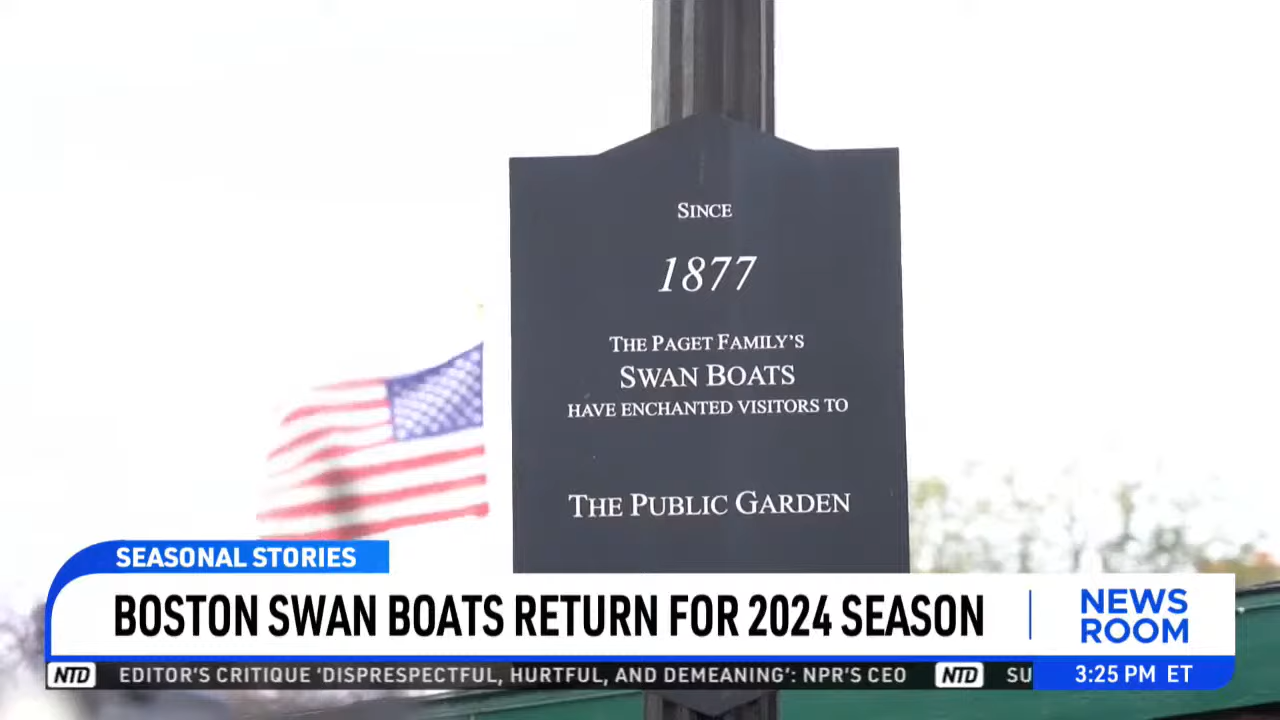 SINCE
1877
THE PAGET FAMILY'S
SWAN BOATS
HAVE ENCHANTED VISITORS TO
THE PUBLIC GARDEN
SEASONAL STORIES
BOSTON SWAN BOATS RETURN FOR 2024 SEASON
NEWS
ROOM
NTD EDITOR'S CRITIQUE 'DISPRESPECTFUL, HURTFUL, AND DEMEANING': NPR'S CEO NTD SU
3:25 PM ET